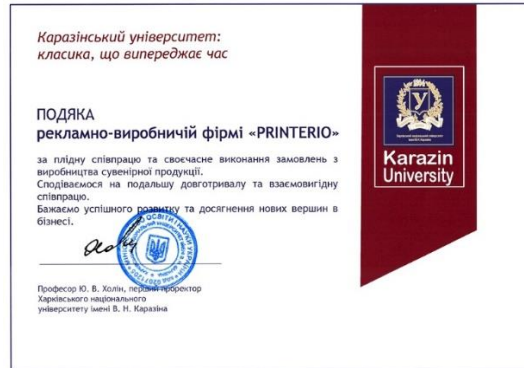 Каразінський університет:
класика, що випереджає час
ПОДЯКА
рекламно-виробничій фірмі «PRINTERIO»
за плідну співпрацю та своєчасне виконання замовлень з
виробництва сувенірної продукції.
Сподіваємося на подальшу довготривалу та взаємовигідну
співпрацю.
Бажаємо успішного розвитку та досягнення нових вершин в
бізнесі.
Професор Ю. В. Холін, перший проректор
Харківського національного
університету імені В. Н. Каразіна
Karazin
University